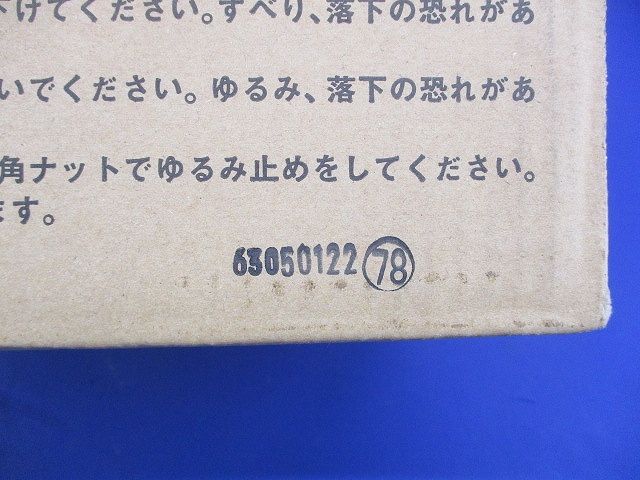 けてください。すべり、落下の恐れがあ
いでください。ゆるみ、落下の恐れがあ
角ナットでゆるみ止めをしてください。
ます。
63050122 78